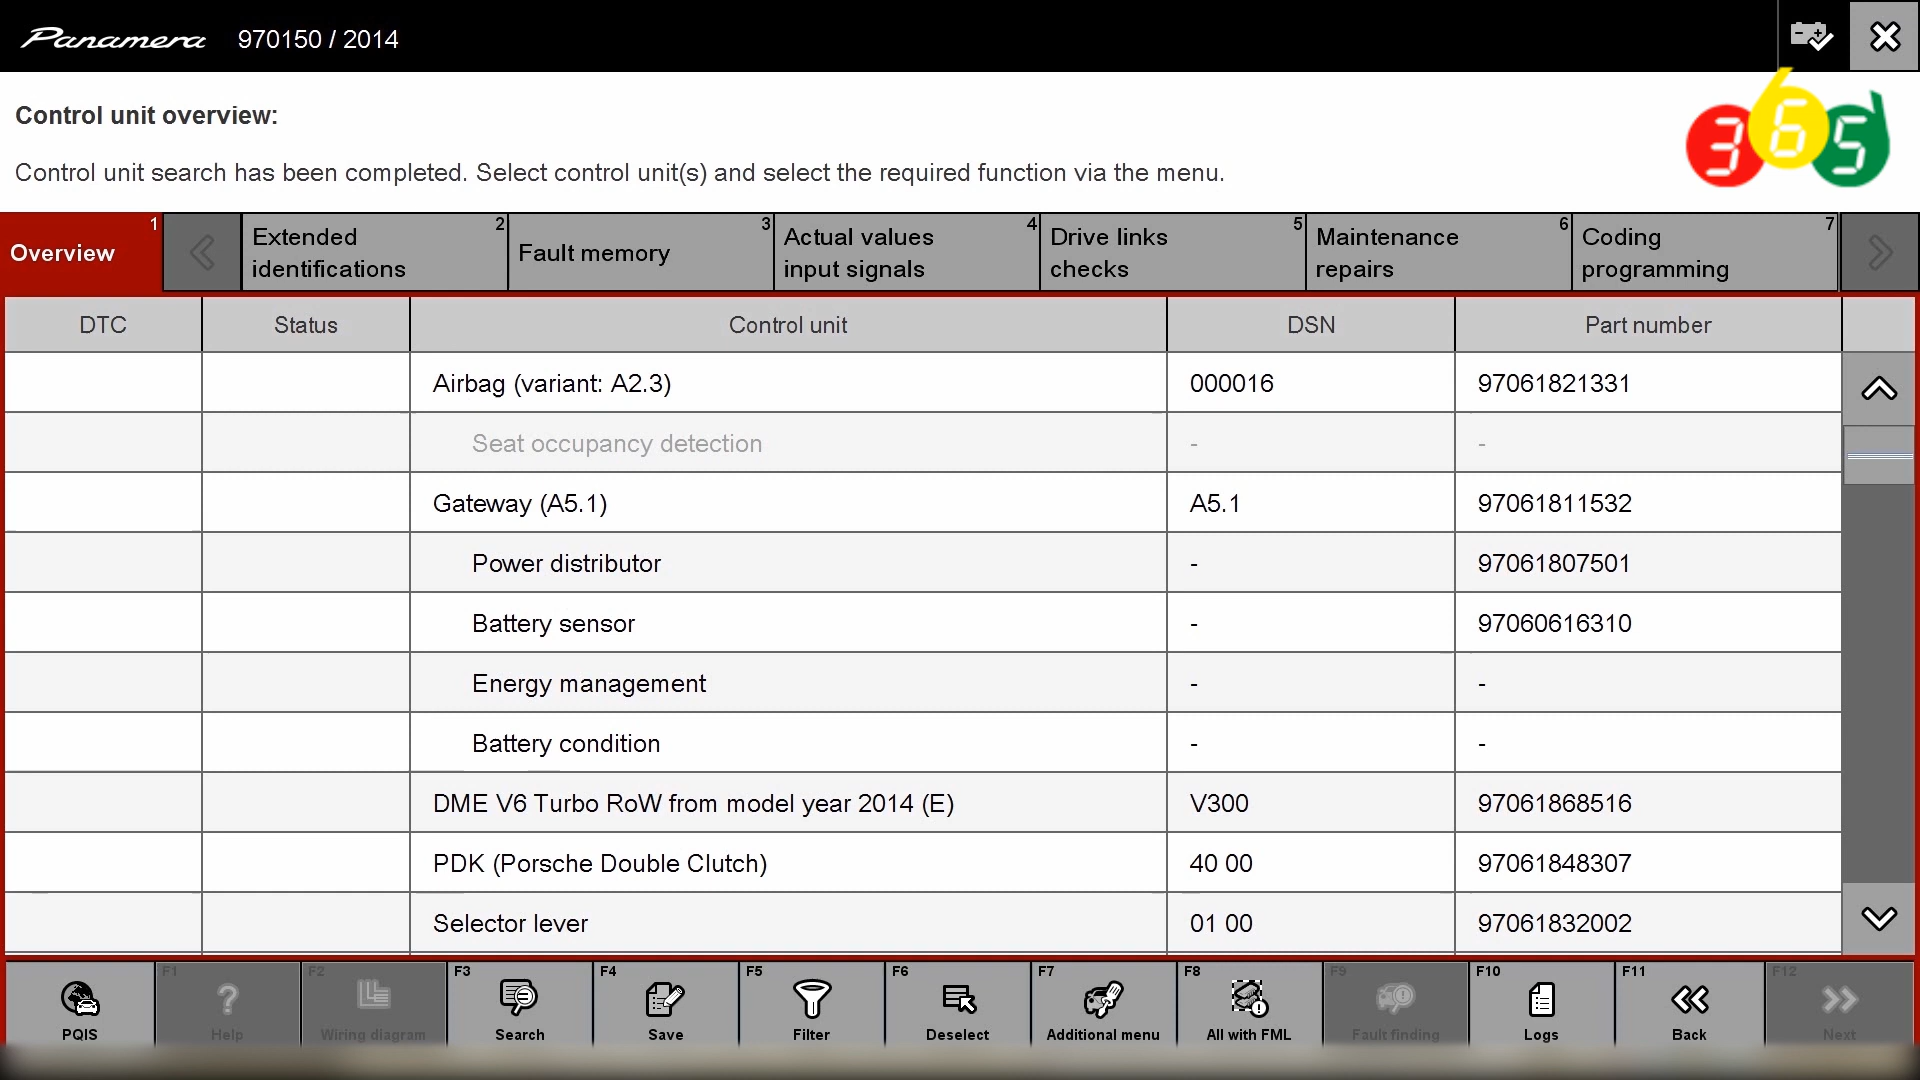 Panamera 970150 / 2014
Control unit overview:
365
Control unit search has been completed. Select control unit(s) and select the required function via the menu.
Overview 1
Extended identifications 2
Fault memory 3
Actual values input signals 4
Drive links checks 5
Maintenance repairs 6
Coding programming 7
DTC Status Control unit DSN Part number
Airbag (variant: A2.3) 000016 97061821331
Seat occupancy detection - -
Gateway (A5.1) A5.1 97061811532
Power distributor - 97061807501
Battery sensor - 97060616310
Energy management - -
Battery condition - -
DME V6 Turbo RoW from model year 2014 (E) V300 97061868516
PDK (Porsche Double Clutch) 40 00 97061848307
Selector lever 01 00 97061832002
PQIS
F1 Help
F2 Wiring diagram
F3 Search
F4 Save
F5 Filter
F6 Deselect
F7 Additional menu
F8 All with FML
F9 Fault finding
F10 Logs
F11 Back
F12 Next